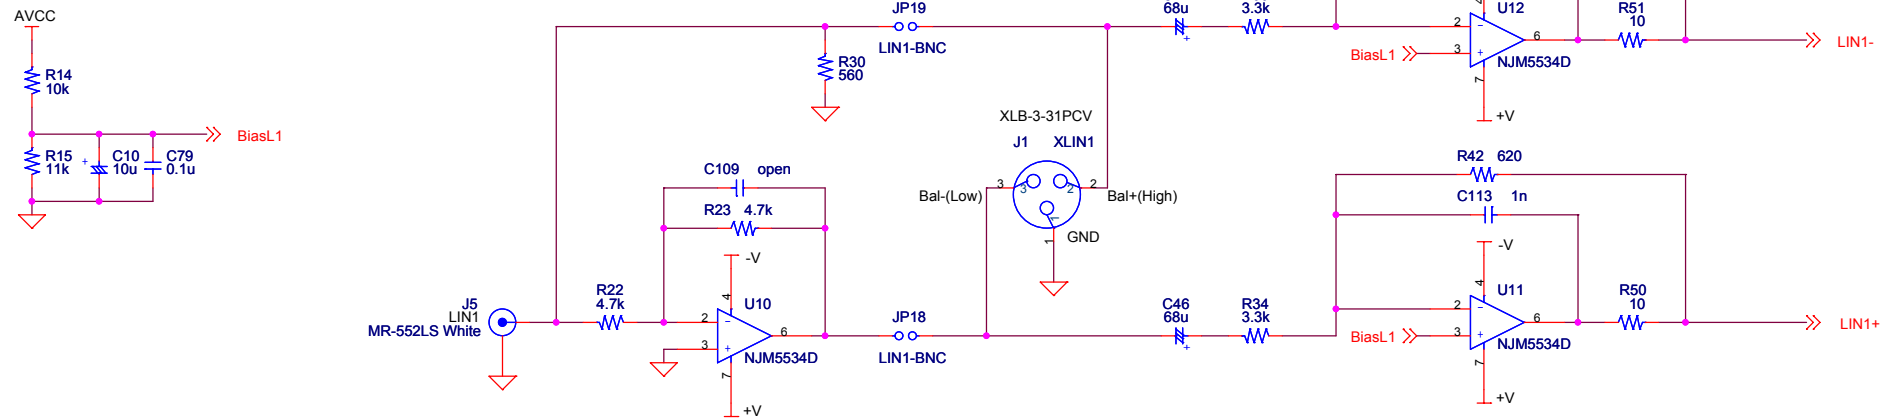 AVCC
R14
10k
R15
11k
C10
10u
C79
0.1u
+
BiasL1
JP19
LIN1-BNC
R30
560
68u
+
3.3k
U12
2
3
6
7
-
+
BiasL1
NJM5534D
+V
R51
10
LIN1-
XLB-3-31PCV
J1
XLIN1
3
3
2
2
1
1
Bal-(Low)
Bal+(High)
GND
C109
open
R23
4.7k
-V
4
U10
R22
4.7k
J5
LIN1
MR-552LS White
2
3
6
7
-
+
NJM5534D
+V
JP18
LIN1-BNC
C46
68u
+
R34
3.3k
R42
620
C113
1n
-V
4
U11
2
3
6
7
-
+
BiasL1
NJM5534D
+V
R50
10
LIN1+